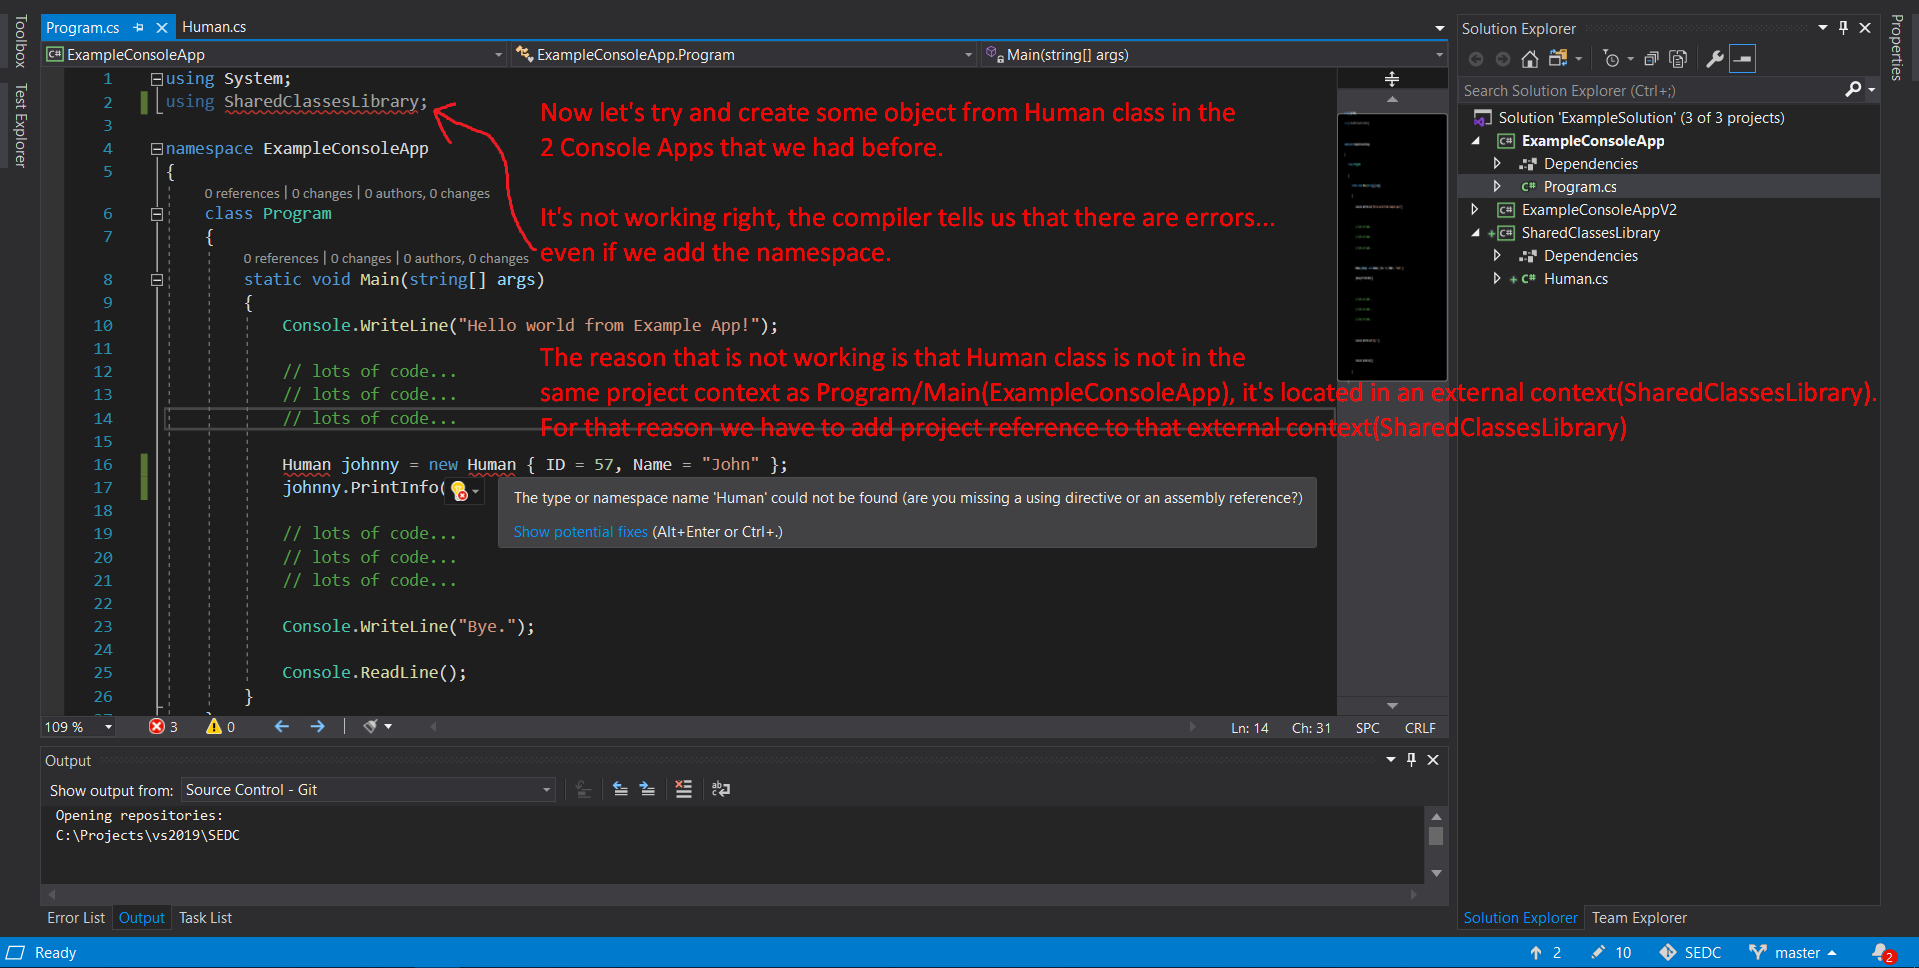 Toolbox
Test Explorer
Program.cs
Human.cs
C# ExampleConsoleApp
ExampleConsoleApp.Program
Main(string[] args)
1 using System;
2 using SharedClassesLibrary;
3
4 namespace ExampleConsoleApp
5 {
0 references | 0 changes | 0 authors, 0 changes
6 class Program
7 {
0 references | 0 changes | 0 authors, 0 changes
8 static void Main(string[] args)
9 {
10 Console.WriteLine("Hello world from Example App!");
11
12 // lots of code...
13 // lots of code...
14 // lots of code...
15
16 Human johnny = new Human { ID = 57, Name = "John" };
17 johnny.PrintInfo(
18
19 // lots of code...
20 // lots of code...
21 // lots of code...
22
23 Console.WriteLine("Bye.");
24
25 Console.ReadLine();
26 }
Now let's try and create some object from Human class in the
2 Console Apps that we had before.
It's not working right, the compiler tells us that there are errors...
even if we add the namespace.
The reason that is not working is that Human class is not in the
same project context as Program/Main(ExampleConsoleApp), it's located in an external context(SharedClassesLibrary).
For that reason we have to add project reference to that external context(SharedClassesLibrary)
The type or namespace name 'Human' could not be found (are you missing a using directive or an assembly reference?)
Show potential fixes (Alt+Enter or Ctrl+.)
109 % 3 0 Ln: 14 Ch: 31 SPC CRLF
Output
Show output from: Source Control - Git
Opening repositories:
C:\Projects\vs2019\SEDC
Error List Output Task List
Solution Explorer
Search Solution Explorer (Ctrl+;)
Solution 'ExampleSolution' (3 of 3 projects)
C# ExampleConsoleApp
Dependencies
C# Program.cs
C# ExampleConsoleAppV2
+ C# SharedClassesLibrary
Dependencies
+ C# Human.cs
Solution Explorer Team Explorer
Properties
Ready 2 10 SEDC master 2